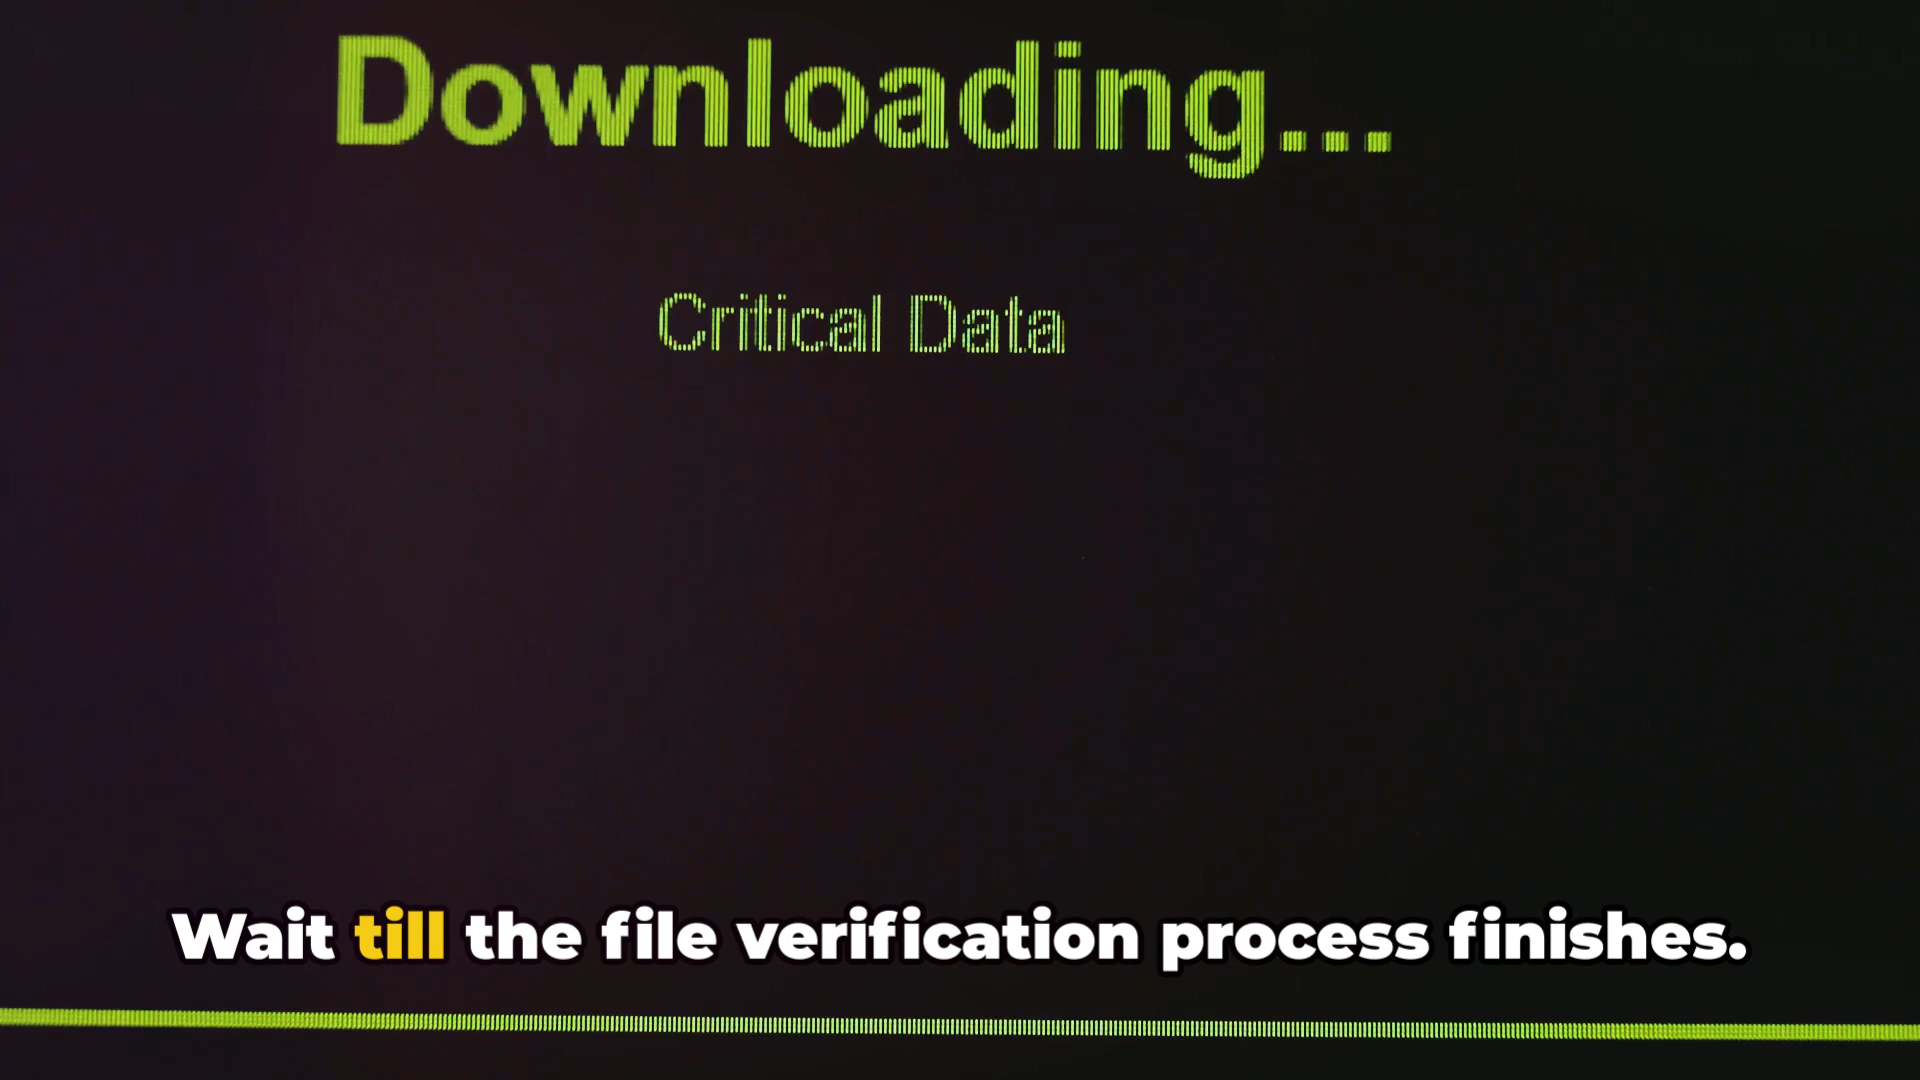 Downloading...
Critical Data
Wait till the file verification process finishes.